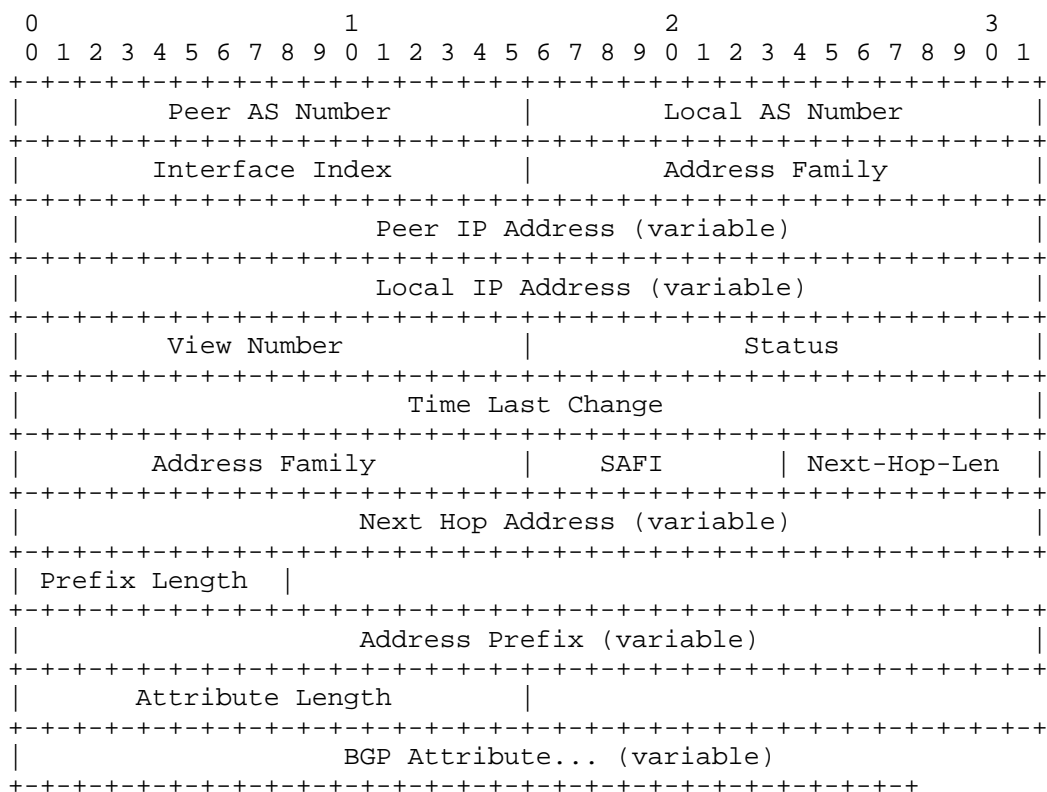 0                   1                   2                   3
0 1 2 3 4 5 6 7 8 9 0 1 2 3 4 5 6 7 8 9 0 1 2 3 4 5 6 7 8 9 0 1
+-+-+-+-+-+-+-+-+-+-+-+-+-+-+-+-+-+-+-+-+-+-+-+-+-+-+-+-+-+-+-+-+
|         Peer AS Number        |        Local AS Number        |
+-+-+-+-+-+-+-+-+-+-+-+-+-+-+-+-+-+-+-+-+-+-+-+-+-+-+-+-+-+-+-+-+
|        Interface Index        |        Address Family         |
+-+-+-+-+-+-+-+-+-+-+-+-+-+-+-+-+-+-+-+-+-+-+-+-+-+-+-+-+-+-+-+-+
|                      Peer IP Address (variable)               |
+-+-+-+-+-+-+-+-+-+-+-+-+-+-+-+-+-+-+-+-+-+-+-+-+-+-+-+-+-+-+-+-+
|                      Local IP Address (variable)              |
+-+-+-+-+-+-+-+-+-+-+-+-+-+-+-+-+-+-+-+-+-+-+-+-+-+-+-+-+-+-+-+-+
|         View Number           |             Status            |
+-+-+-+-+-+-+-+-+-+-+-+-+-+-+-+-+-+-+-+-+-+-+-+-+-+-+-+-+-+-+-+-+
|                        Time Last Change                       |
+-+-+-+-+-+-+-+-+-+-+-+-+-+-+-+-+-+-+-+-+-+-+-+-+-+-+-+-+-+-+-+-+
|        Address Family         |    SAFI       | Next-Hop-Len  |
+-+-+-+-+-+-+-+-+-+-+-+-+-+-+-+-+-+-+-+-+-+-+-+-+-+-+-+-+-+-+-+-+
|                     Next Hop Address (variable)               |
+-+-+-+-+-+-+-+-+-+-+-+-+-+-+-+-+-+-+-+-+-+-+-+-+-+-+-+-+-+-+-+-+
| Prefix Length  |
+-+-+-+-+-+-+-+-+-+-+-+-+-+-+-+-+-+-+-+-+-+-+-+-+-+-+-+-+-+-+-+-+
|                     Address Prefix (variable)                 |
+-+-+-+-+-+-+-+-+-+-+-+-+-+-+-+-+-+-+-+-+-+-+-+-+-+-+-+-+-+-+-+-+
|       Attribute Length        |
+-+-+-+-+-+-+-+-+-+-+-+-+-+-+-+-+-+-+-+-+-+-+-+-+-+-+-+-+-+-+-+-+
|                    BGP Attribute... (variable)
+-+-+-+-+-+-+-+-+-+-+-+-+-+-+-+-+-+-+-+-+-+-+-+-+-+-+-+-+